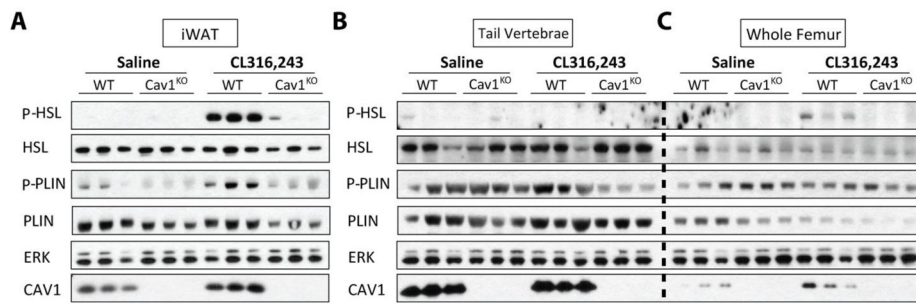 A
iWAT
Saline
CL316,243
WT
Cav1KO
WT
Cav1KO
p-HSL
HSL
p-PLIN
PLIN
ERK
CAV1
B
Tail Vertebrae
Saline
CL316,243
WT
Cav1KO
WT
Cav1KO
P-HSL
HSL
P-PLIN
PLIN
ERK
CAV1
C
Whole Femur
Saline
CL316,243
WT
Cav1KO
WT
Cav1KO